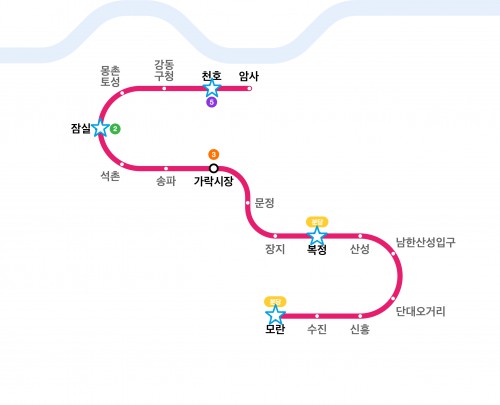 강동
구청
천호
암사
몽촌
토성
5
잠실
2
3
석촌
송파
가락시장
문정
분당
장지
복정
산성
남한산성입구
분당
단대오거리
모란
수진
신흥